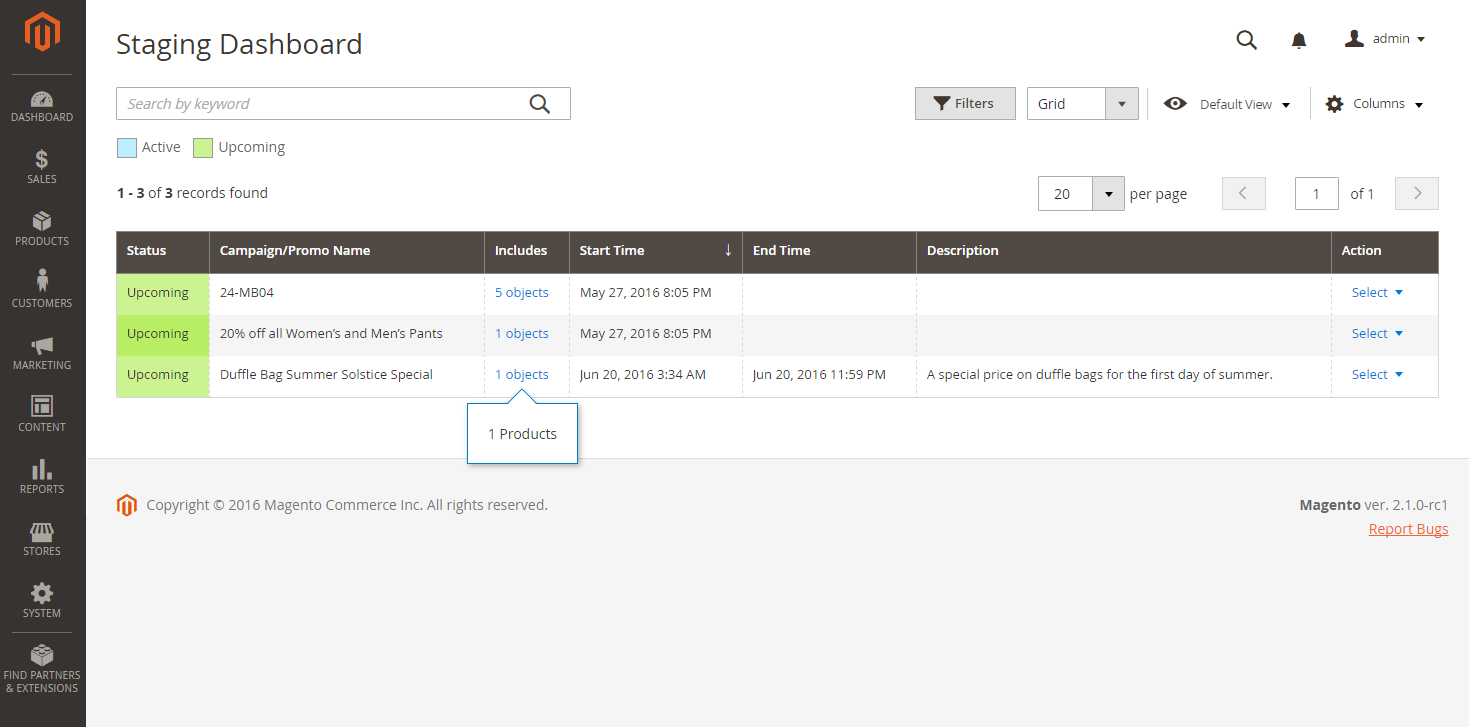 Staging Dashboard
admin
DASHBOARD
SALES
PRODUCTS
CUSTOMERS
MARKETING
CONTENT
REPORTS
STORES
SYSTEM
FIND PARTNERS
& EXTENSIONS
Search by keyword
Filters
Grid
Default View
Columns
Active
Upcoming
1 - 3 of 3 records found
20 per page
1 of 1
Status Campaign/Promo Name Includes Start Time ↓ End Time Description Action
Upcoming 24-MB04 5 objects May 27, 2016 8:05 PM Select
Upcoming 20% off all Women’s and Men’s Pants 1 objects May 27, 2016 8:05 PM Select
Upcoming Duffle Bag Summer Solstice Special 1 objects Jun 20, 2016 3:34 AM Jun 20, 2016 11:59 PM A special price on duffle bags for the first day of summer. Select
1 Products
Copyright © 2016 Magento Commerce Inc. All rights reserved.
Magento ver. 2.1.0-rc1
Report Bugs